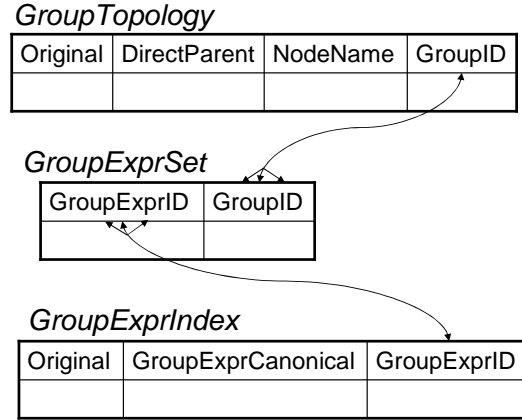 GroupTopology
Original DirectParent NodeName GroupID
GroupExprSet
GroupExprID GroupID
GroupExprIndex
Original GroupExprCanonical GroupExprID